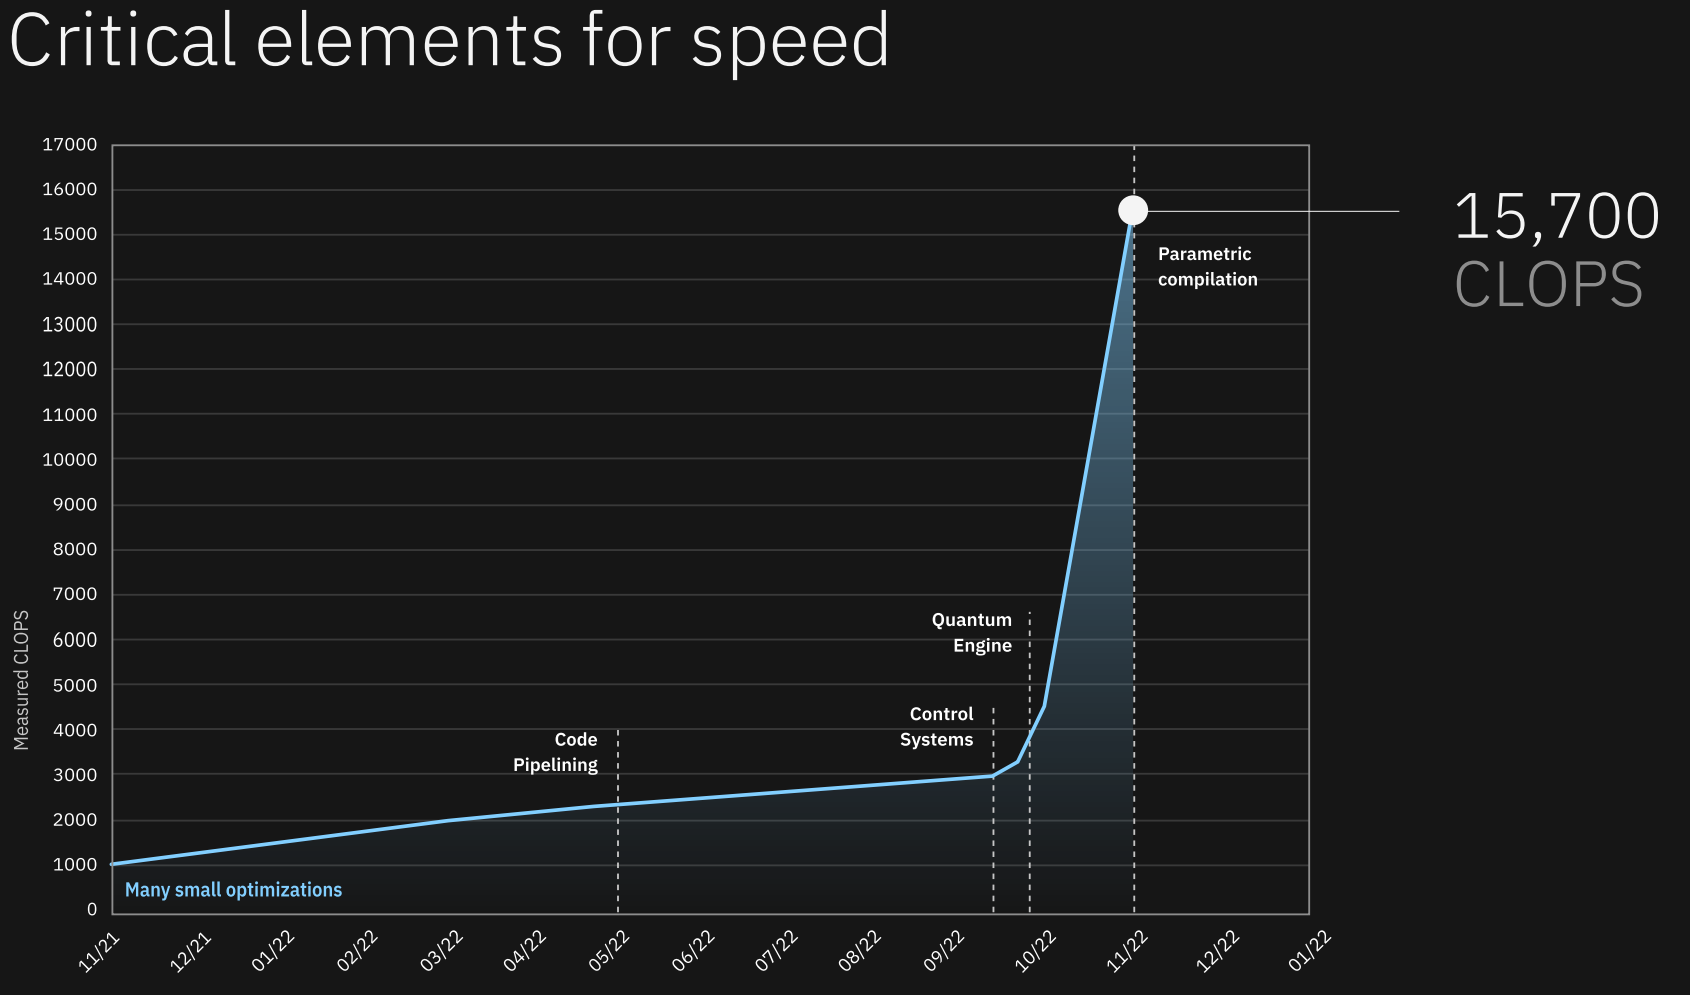 Critical elements for speed
17000
16000
15000
14000
13000
12000
11000
10000
9000
8000
7000
6000
5000
4000
3000
2000
1000
0
Measured CLOPS
15,700
CLOPS
Parametric
compilation
Quantum
Engine
Control
Systems
Code
Pipelining
Many small optimizations
11/21
12/21
01/22
02/22
03/22
04/22
05/22
06/22
07/22
08/22
09/22
10/22
11/22
12/22
01/22